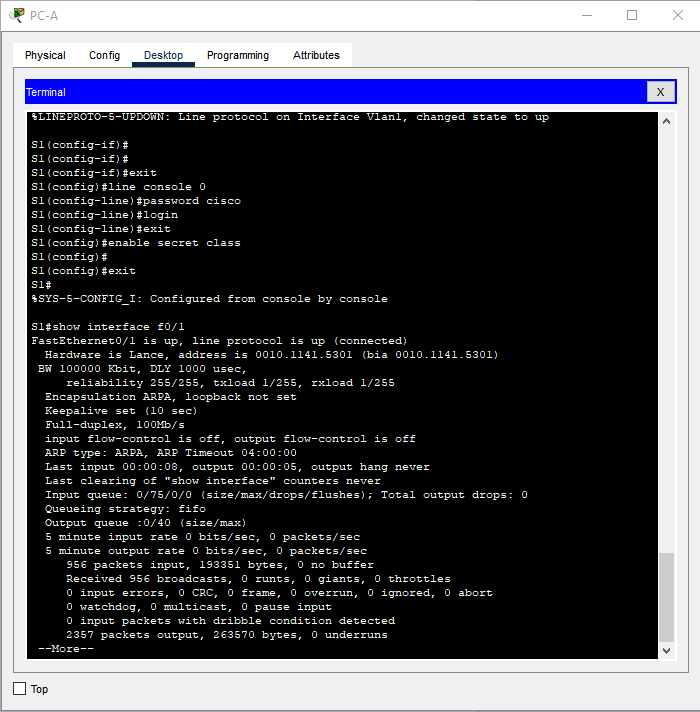 PC-A
Physical Config Desktop Programming Attributes
Terminal X
%LINEPROTO-5-UPDOWN: Line protocol on Interface Vlan1, changed state to up
S1(config-if)#
S1(config-if)#
S1(config-if)#exit
S1(config)#line console 0
S1(config-line)#password cisco
S1(config-line)#login
S1(config-line)#exit
S1(config)#enable secret class
S1(config)#
S1(config)#exit
S1#
%SYS-5-CONFIG_I: Configured from console by console
S1#show interface f0/1
FastEthernet0/1 is up, line protocol is up (connected)
Hardware is Lance, address is 0010.1141.5301 (bia 0010.1141.5301)
BW 100000 Kbit, DLY 1000 usec,
reliability 255/255, txload 1/255, rxload 1/255
Encapsulation ARPA, loopback not set
Keepalive set (10 sec)
Full-duplex, 100Mb/s
input flow-control is off, output flow-control is off
ARP type: ARPA, ARP Timeout 04:00:00
Last input 00:00:08, output 00:00:05, output hang never
Last clearing of "show interface" counters never
Input queue: 0/75/0/0 (size/max/drops/flushes); Total output drops: 0
Queueing strategy: fifo
Output queue :0/40 (size/max)
5 minute input rate 0 bits/sec, 0 packets/sec
5 minute output rate 0 bits/sec, 0 packets/sec
956 packets input, 193351 bytes, 0 no buffer
Received 956 broadcasts, 0 runts, 0 giants, 0 throttles
0 input errors, 0 CRC, 0 frame, 0 overrun, 0 ignored, 0 abort
0 watchdog, 0 multicast, 0 pause input
0 input packets with dribble condition detected
2357 packets output, 263570 bytes, 0 underruns
--More--
Top